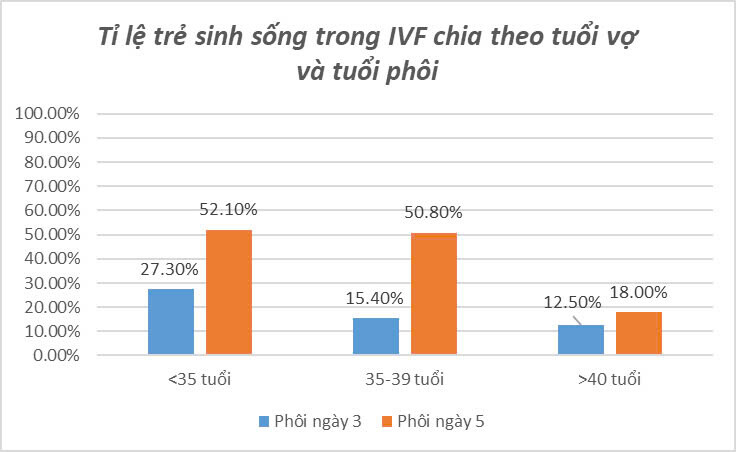 Tỉ lệ trẻ sinh sống trong IVF chia theo tuổi vợ
và tuổi phôi
100.00%
90.00%
80.00%
70.00%
60.00%
50.00%
40.00%
30.00%
20.00%
10.00%
0.00%
27.30%
52.10%
15.40%
50.80%
12.50%
18.00%
<35 tuổi
35-39 tuổi
>40 tuổi
Phôi ngày 3
Phôi ngày 5